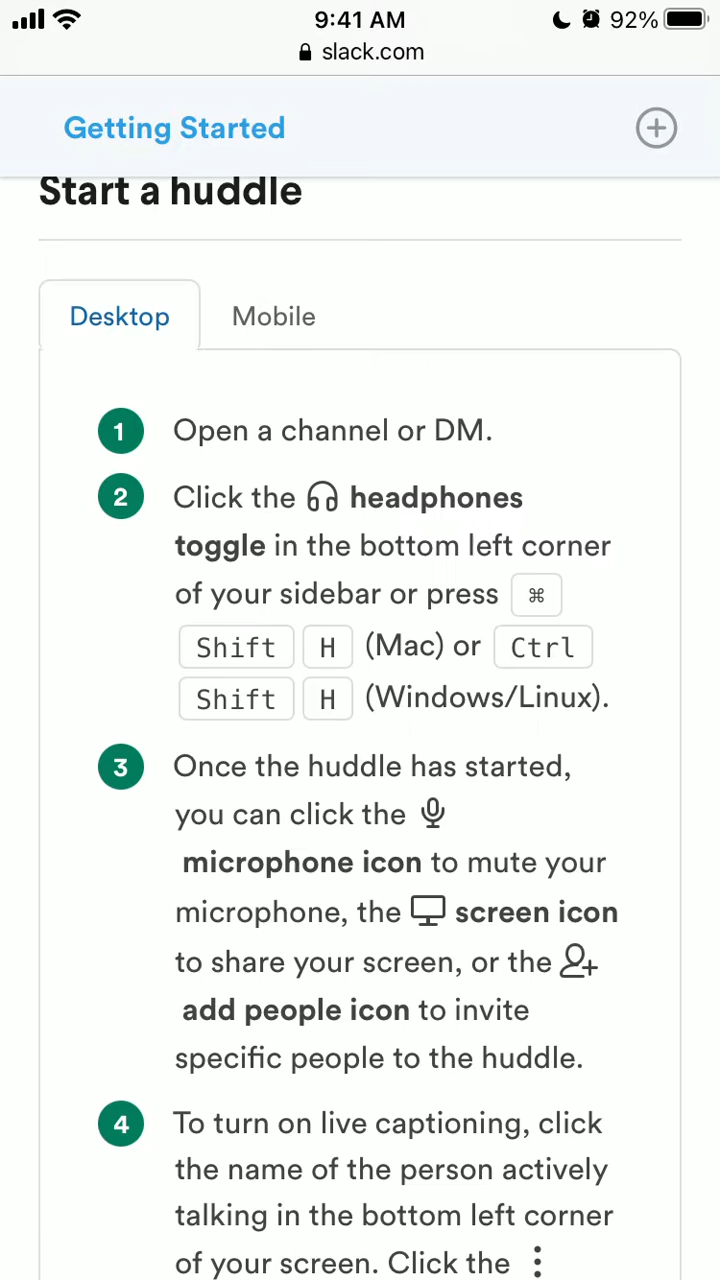 9:41 AM
92%
slack.com
Getting Started
Start a huddle
Desktop
Mobile
1 Open a channel or DM.
2 Click the headphones
toggle in the bottom left corner
of your sidebar or press ⌘
Shift H (Mac) or Ctrl
Shift H (Windows/Linux).
3 Once the huddle has started,
you can click the
microphone icon to mute your
microphone, the screen icon
to share your screen, or the
add people icon to invite
specific people to the huddle.
4 To turn on live captioning, click
the name of the person actively
talking in the bottom left corner
of your screen. Click the